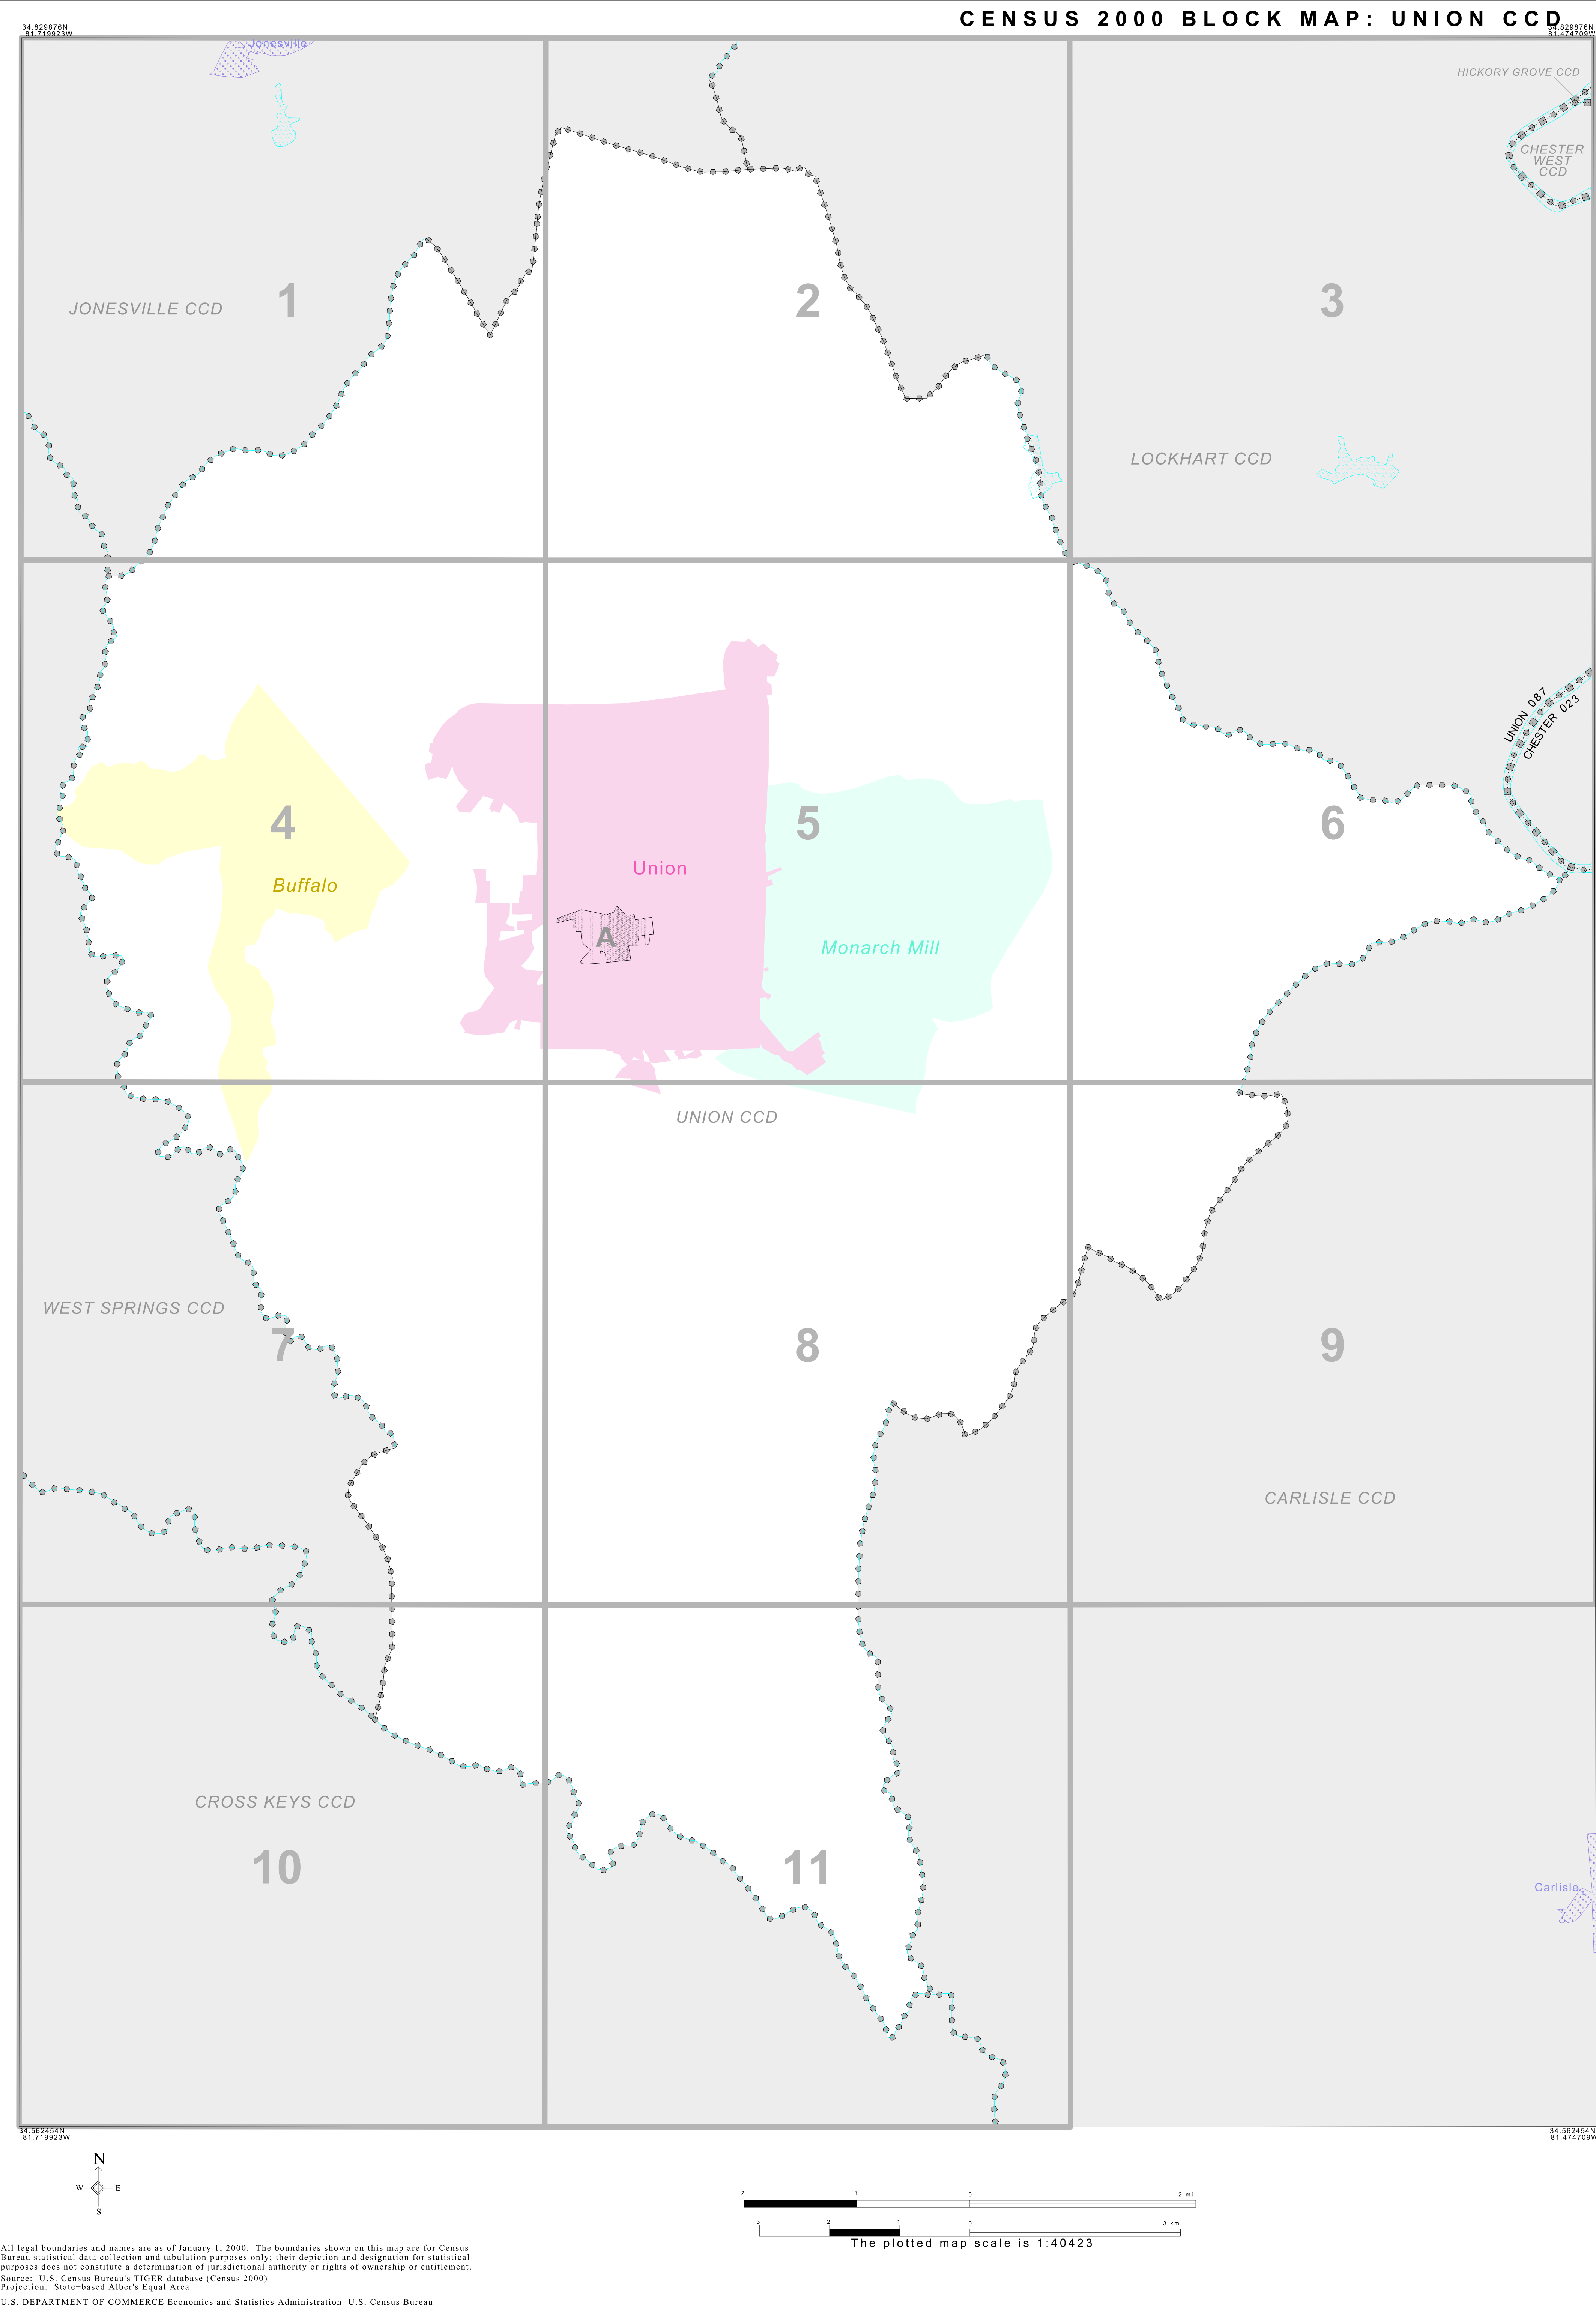 CENSUS 2000 BLOCK MAP: UNION CCD
34.829876N
81.719923W
34.829876N
81.474709W
Jonesville
HICKORY GROVE CCD
CHESTER
WEST
CCD
JONESVILLE CCD
1
2
3
LOCKHART CCD
UNION 087
CHESTER 023
4
5
6
Buffalo
Union
A
Monarch Mill
UNION CCD
WEST SPRINGS CCD
7
8
9
CARLISLE CCD
CROSS KEYS CCD
10
11
Carlisle
34.562454N
81.719923W
34.562454N
81.474709W
N
W E
S
2 1 0 2 mi
3 2 1 0 3 km
The plotted map scale is 1:40423
All legal boundaries and names are as of January 1, 2000. The boundaries shown on this map are for Census
Bureau statistical data collection and tabulation purposes only; their depiction and designation for statistical
purposes does not constitute a determination of jurisdictional authority or rights of ownership or entitlement.
Source: U.S. Census Bureau's TIGER database (Census 2000)
Projection: State-based Alber's Equal Area
U.S. DEPARTMENT OF COMMERCE Economics and Statistics Administration U.S. Census Bureau